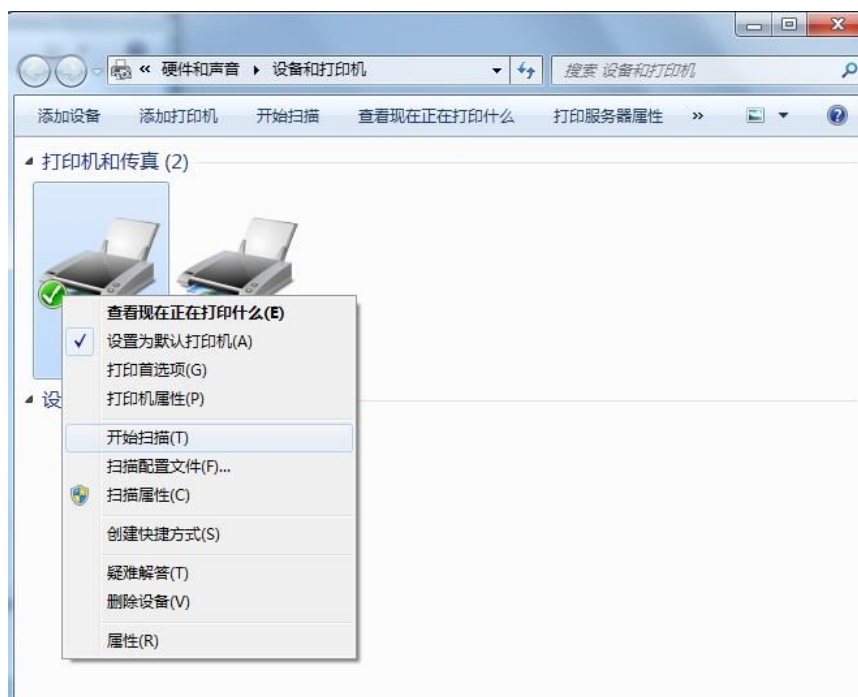 « 硬件和声音 ▸ 设备和打印机
搜索 设备和打印机
添加设备 添加打印机 开始扫描 查看现在正在打印什么 打印服务器属性 »
打印机和传真 (2)
查看现在正在打印什么(E)
设置为默认打印机(A)
打印首选项(G)
打印机属性(P)
设
开始扫描(T)
扫描配置文件(F)...
扫描属性(C)
创建快捷方式(S)
疑难解答(T)
删除设备(V)
属性(R)